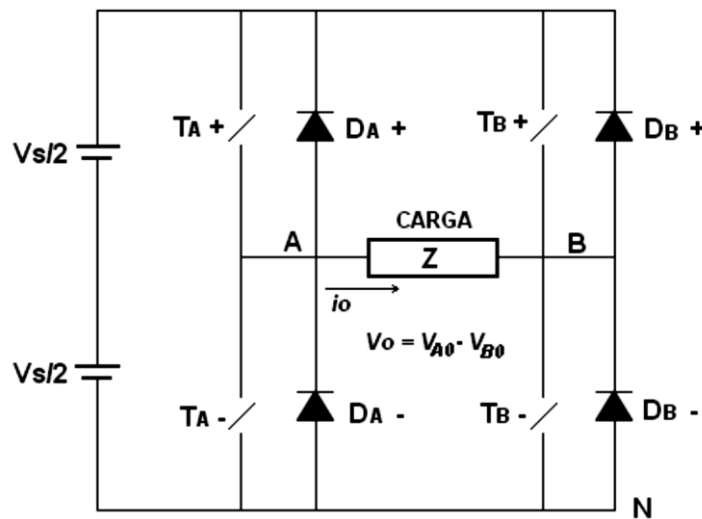 TA + DA + TB+ DB +
Vs/2
CARGA
A B
Z
io
Vo = VA0 - VB0
Vs/2
TA - DA - TB- DB -
N